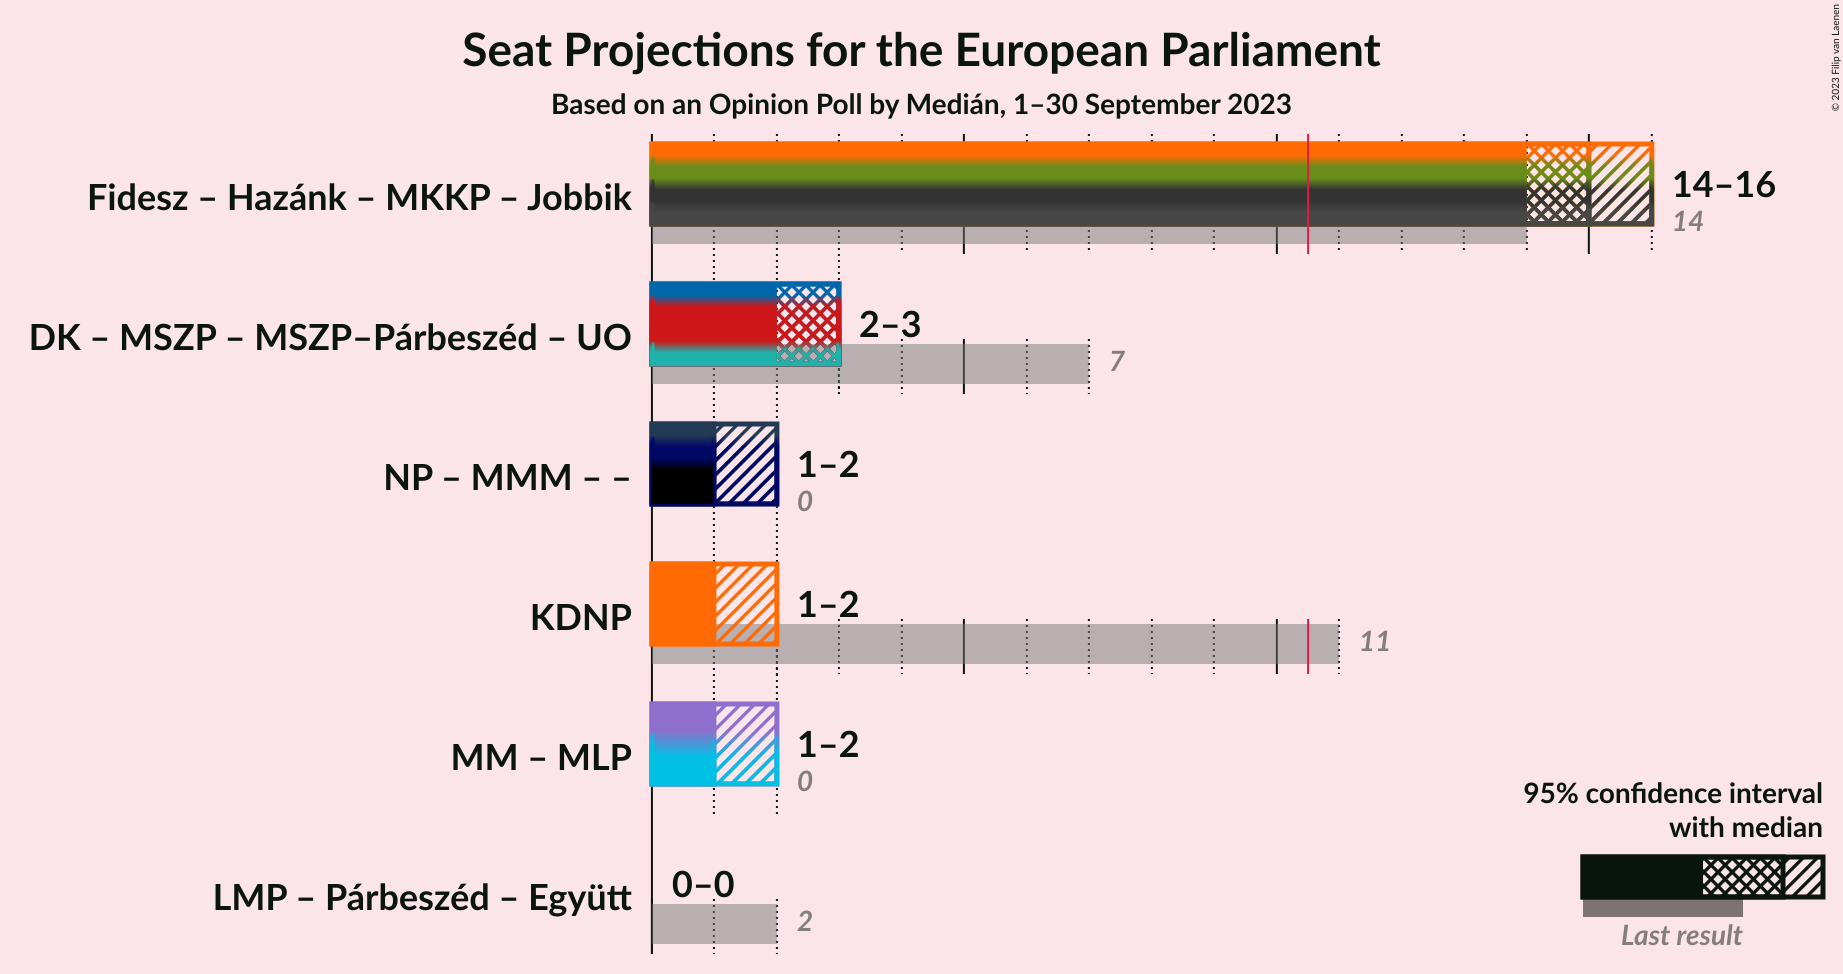 Seat Projections for the European Parliament
Based on an Opinion Poll by Medián, 1–30 September 2023
© 2023 Filip van Laenen
Fidesz – Hazánk – MKKP – Jobbik
14–16
14
DK – MSZP – MSZP–Párbeszéd – UO
2–3
7
NP – MMM – –
1–2
0
KDNP
1–2
11
MM – MLP
1–2
0
LMP – Párbeszéd – Együtt
0–0
2
95% confidence interval
with median
Last result